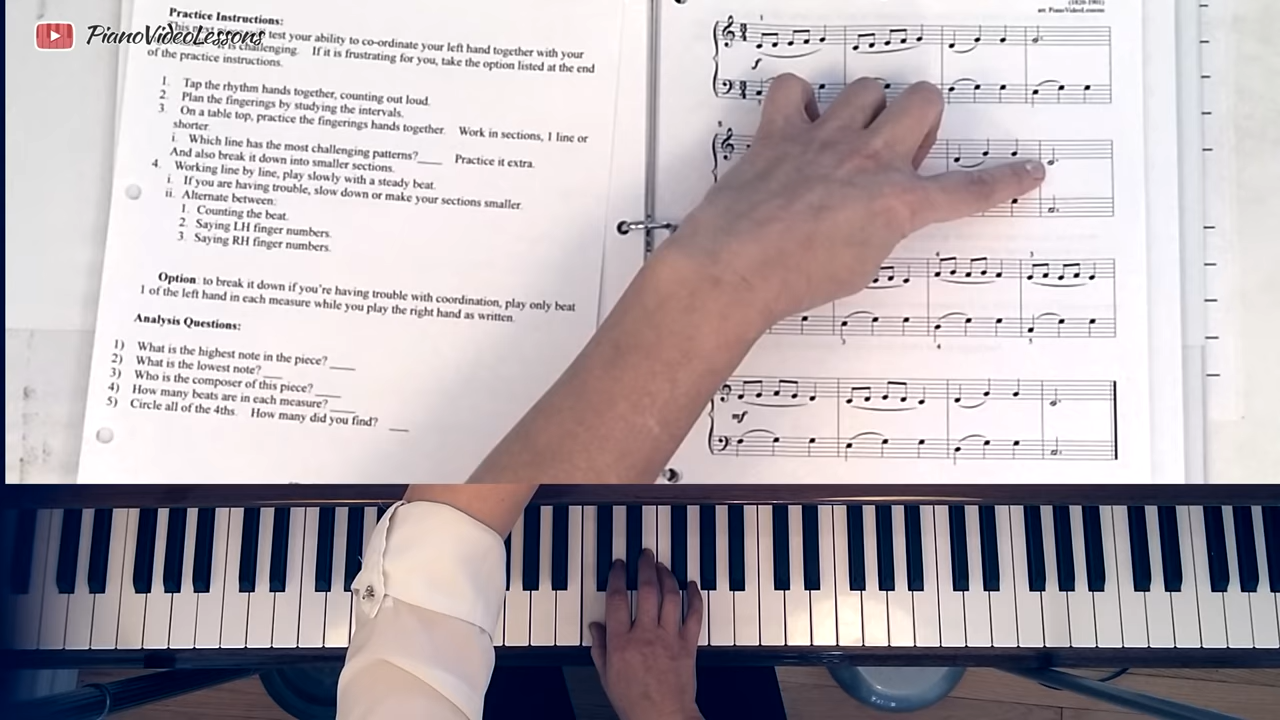 PianoVideoLessons
Practice Instructions:
This test your ability to co-ordinate your left hand together with your
is challenging. If it is frustrating for you, take the option listed at the end
of the practice instructions.
1. Tap the rhythm hands together, counting out loud.
2. Plan the fingerings by studying the intervals.
3. On a table top, practice the fingerings hands together. Work in sections, 1 line or
shorter.
i. Which line has the most challenging patterns?____ Practice it extra.
And also break it down into smaller sections.
4. Working line by line, play slowly with a steady beat.
i. If you are having trouble, slow down or make your sections smaller.
ii. Alternate between:
1. Counting the beat.
2. Saying LH finger numbers.
3. Saying RH finger numbers.
Option: to break it down if you're having trouble with coordination, play only beat
1 of the left hand in each measure while you play the right hand as written.
Analysis Questions:
1) What is the highest note in the piece? ____
2) What is the lowest note? ____
3) Who is the composer of this piece? ____
4) How many beats are in each measure? ____
5) Circle all of the 4ths. How many did you find? ____
(1820-1901)
arr. PianoVideoLessons
f
mf